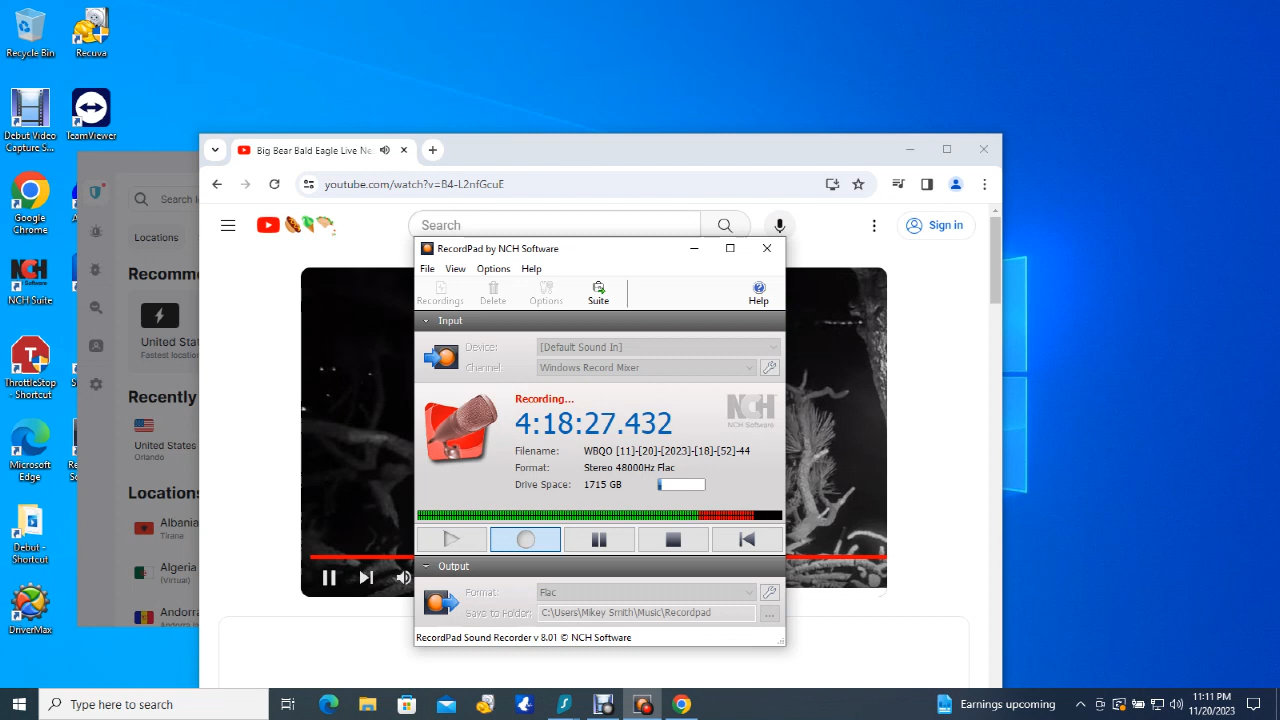 Recycle Bin
Recuva
Debut Video
Capture S...
TeamViewer
Google
Chrome
NCH Suite
ThrottleStop
- Shortcut
Microsoft
Edge
Debut -
Shortcut
DriverMax
Locations
Recomme
United States
Fastest locatio
Recently
United States
Orlando
Locations
Albania
Tirane
Algeria
(Virtual)
Andorra
Big Bear Bald Eagle Live Ne
youtube.com/watch?v=B4-L2nfGcuE
Search
Sign in
RecordPad by NCH Software
File View Options Help
Recordings Delete Options Suite Help
Input
Device: [Default Sound In]
Channel: Windows Record Mixer
Recording...
4:18:27.432
NCH
NCH Software
Filename: WBQO [11]-[20]-[2023]-[18]-[52]-44
Format: Stereo 48000Hz Flac
Drive Space: 1715 GB
Output
Format: Flac
Save to Folder: C:\Users\Mikey Smith\Music\Recordpad
...
RecordPad Sound Recorder v 8.01 © NCH Software
Type here to search
Earnings upcoming
11:11 PM
11/20/2023